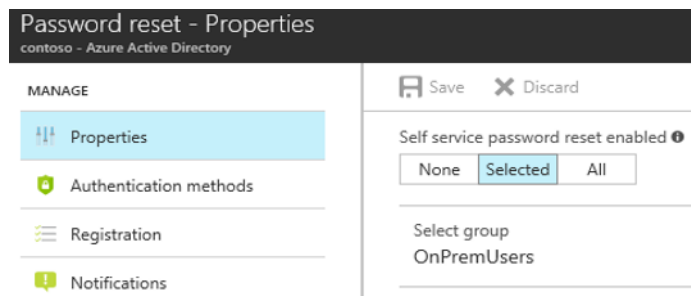 Password reset - Properties
contoso - Azure Active Directory
MANAGE
Properties
Authentication methods
Registration
Notifications
Save Discard
Self service password reset enabled
None Selected All
Select group
OnPremUsers